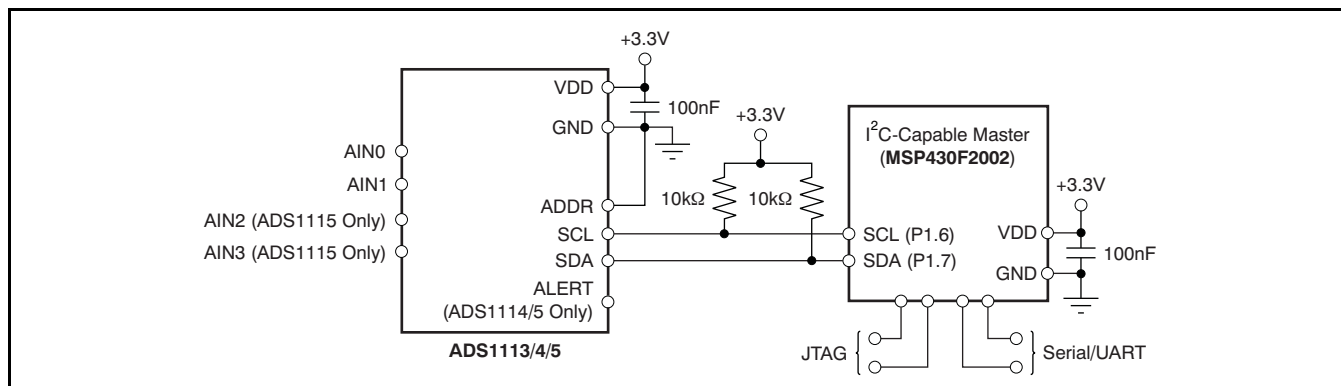 +3.3V
VDD
100nF
GND
AIN0
AIN1
AIN2 (ADS1115 Only)
AIN3 (ADS1115 Only)
ADDR
SCL
SDA
ALERT
(ADS1114/5 Only)
ADS1113/4/5
+3.3V
10kΩ
10kΩ
I²C-Capable Master
(MSP430F2002)
SCL (P1.6)
SDA (P1.7)
+3.3V
VDD
100nF
GND
JTAG
Serial/UART